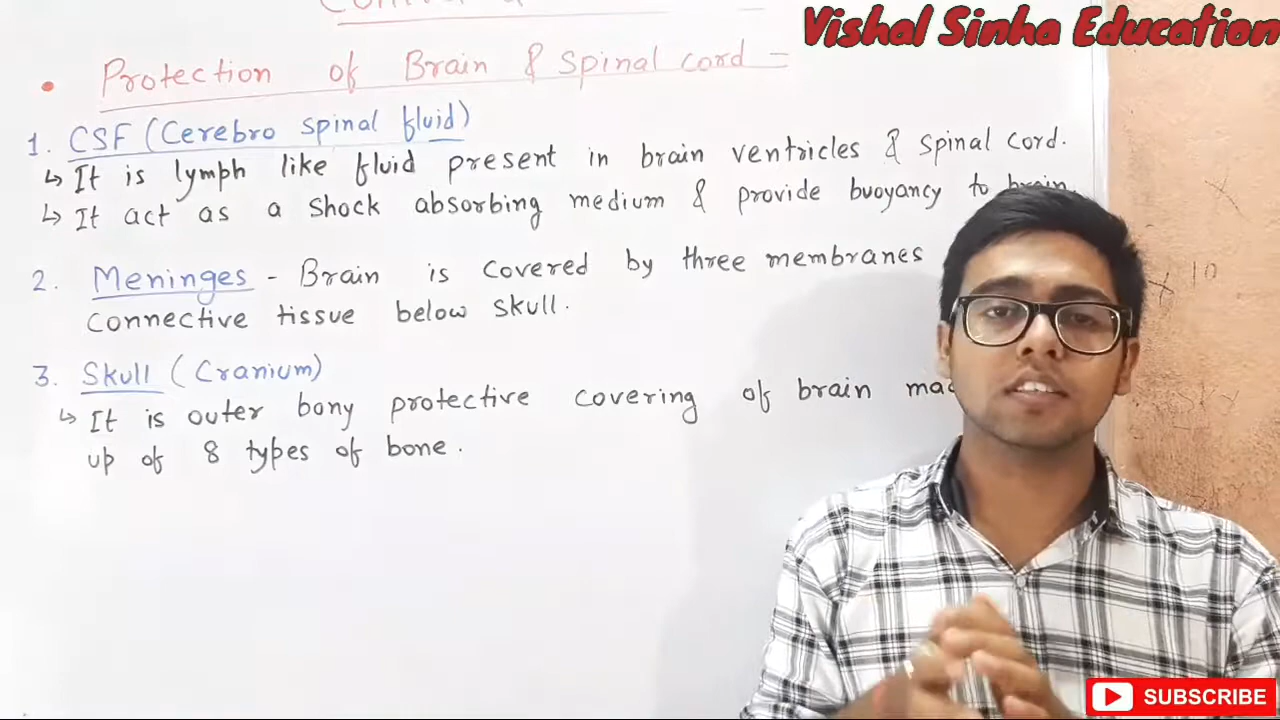 Vishal Sinha Education
• Protection of Brain & Spinal cord =
1. CSF (Cerebro spinal fluid)
↳ It is lymph like fluid present in brain ventricles & spinal cord.
↳ It act as a shock absorbing medium & provide buoyancy to brain.
2. Meninges - Brain is covered by three membranes
connective tissue below skull.
3. Skull (Cranium)
↳ It is outer bony protective covering of brain
up of 8 types of bone.
SUBSCRIBE